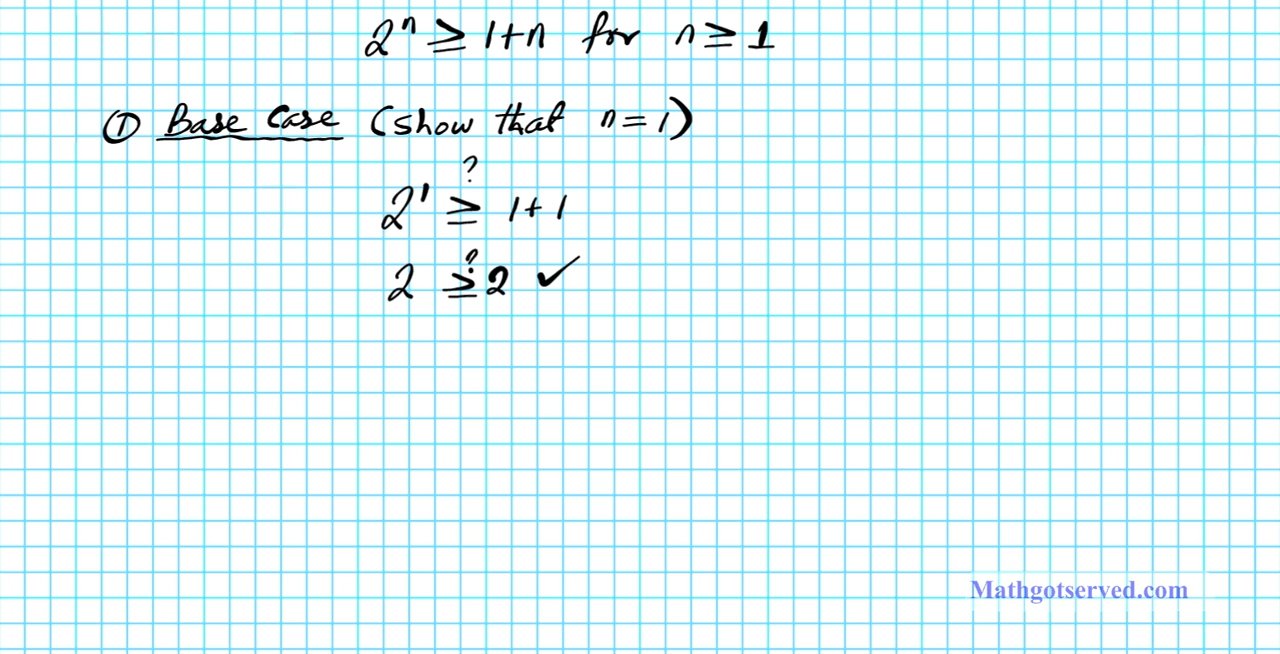 2ⁿ ≥ 1+n for n ≥ 1
① Base Case (show that n = 1)
?
2¹ ≥ 1+1
?
2 ≥ 2 ✓
Mathgotserved.com